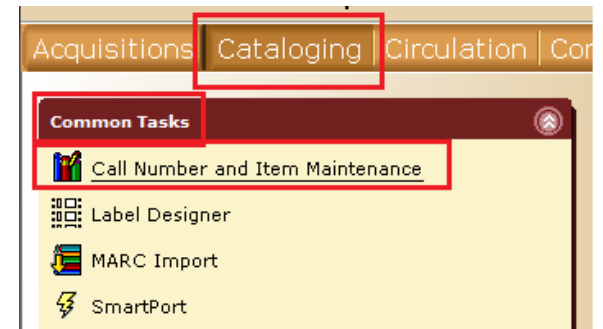 Acquisitions Cataloging Circulation
Common Tasks
Call Number and Item Maintenance
Label Designer
MARC Import
SmartPort